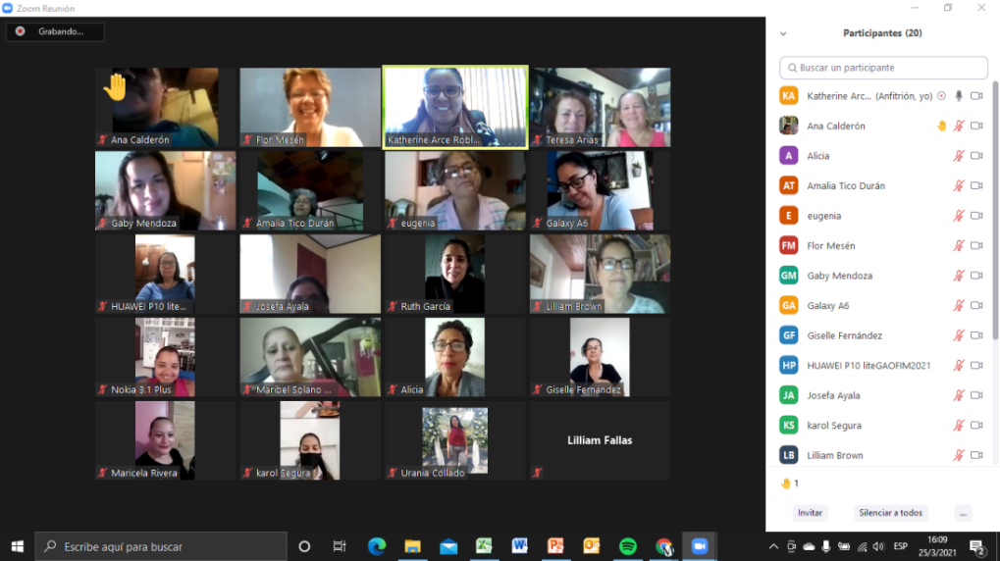 Zoom Reunión
Grabando...
Ana Calderón
Flor Mesén
Katherine Arce Robl...
Teresa Arias
Gaby Mendoza
Amalia Tico Durán
eugenia
Galaxy A6
HUAWEI P10 lite...
Josefa Ayala
Ruth García
Lilliam Brown
Nokia 3.1 Plus
Maribel Solano ...
Alicia
Giselle Fernández
Maricela Rivera
karol Segura
Urania Collado
Lilliam Fallas
Participantes (20)
Buscar un participante
KA Katherine Arc... (Anfitrión, yo)
Ana Calderón
A Alicia
AT Amalia Tico Durán
E eugenia
FM Flor Mesén
GM Gaby Mendoza
GA Galaxy A6
GF Giselle Fernández
HP HUAWEI P10 liteGAOFIM2021
JA Josefa Ayala
KS karol Segura
LB Lilliam Brown
1
Invitar Silenciar a todos ...
Escribe aquí para buscar
ESP
16:09
25/3/2021
2